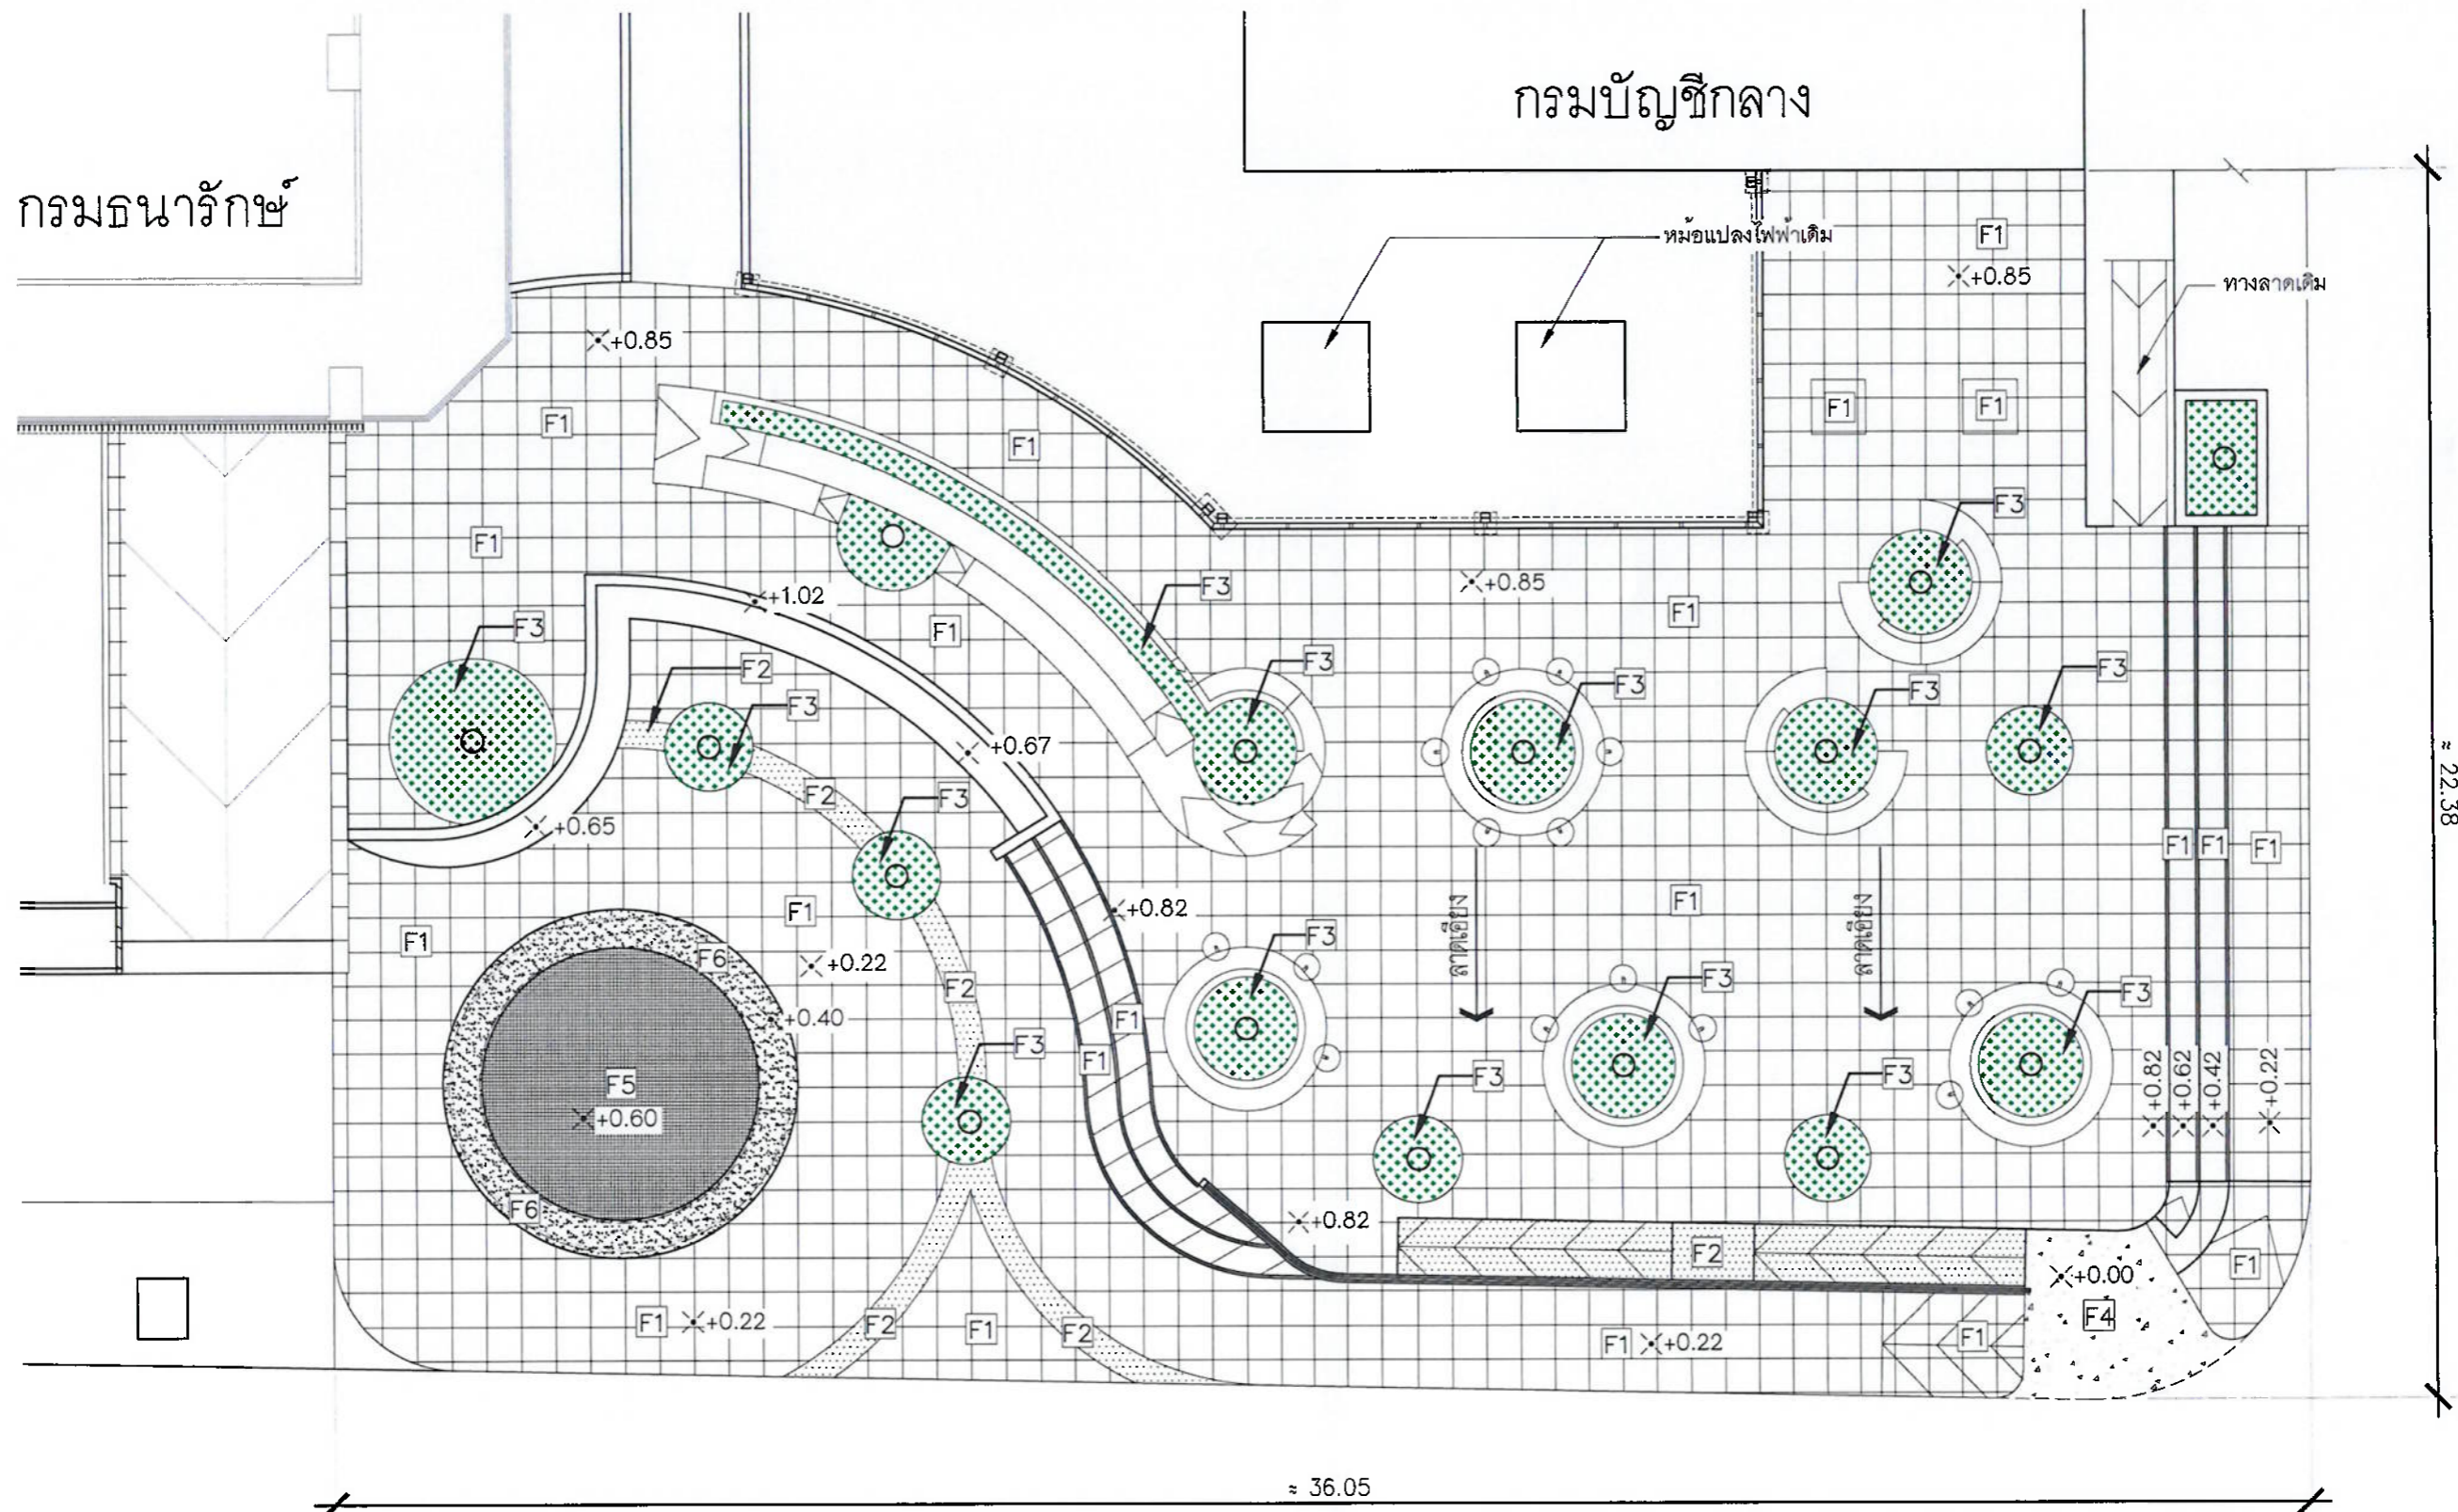 กรมบัญชีกลาง
กรมธนารักษ์
หม้อแปลงไฟฟ้าเดิม
F1
+0.85
ทางลาดเดิม
+0.85
F1
F1
F1
F1
F3
F1
+1.02
F3
+0.85
F1
F3
F1
F2
F3
F3
F3
F3
F3
F2
F3
+0.67
+0.65
≈ 22.38
F1
F1
F1
F1
F1
F1
+0.82
ลาดเอียง
ลาดเอียง
F3
F6
+0.22
F2
F3
F3
+0.40
F1
F3
F1
F3
F3
F5
+0.60
+0.82
+0.62
+0.42
+0.22
F6
+0.82
F2
F1
+0.00
F4
F1
+0.22
F2
F1
F2
F1
+0.22
F1
≈ 36.05